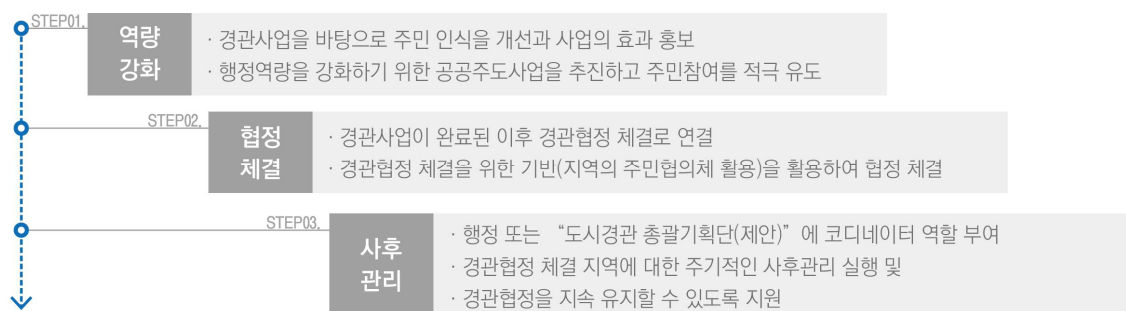 STEP01.
역량
강화
· 경관사업을 바탕으로 주민 인식을 개선과 사업의 효과 홍보
· 행정역량을 강화하기 위한 공공주도사업을 추진하고 주민참여를 적극 유도
STEP02.
협정
체결
· 경관사업이 완료된 이후 경관협정 체결로 연결
· 경관협정 체결을 위한 기빈(지역의 주민협의체 활용)을 활용하여 협정 체결
STEP03.
사후
관리
· 행정 또는 “도시경관 총괄기획단(제안)”에 코디네이터 역할 부여
· 경관협정 체결 지역에 대한 주기적인 사후관리 실행 및
· 경관협정을 지속 유지할 수 있도록 지원